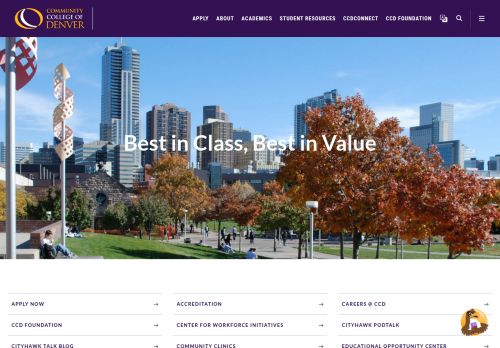 COMMUNITY
COLLEGE OF
DENVER
APPLY ABOUT ACADEMICS STUDENT RESOURCES CCDCONNECT CCD FOUNDATION
Best in Class, Best in Value
APPLY NOW
ACCREDITATION
CAREERS @ CCD
CCD FOUNDATION
CENTER FOR WORKFORCE INITIATIVES
CITYHAWK PODTALK
CITYHAWK TALK BLOG
COMMUNITY CLINICS
EDUCATIONAL OPPORTUNITY CENTER